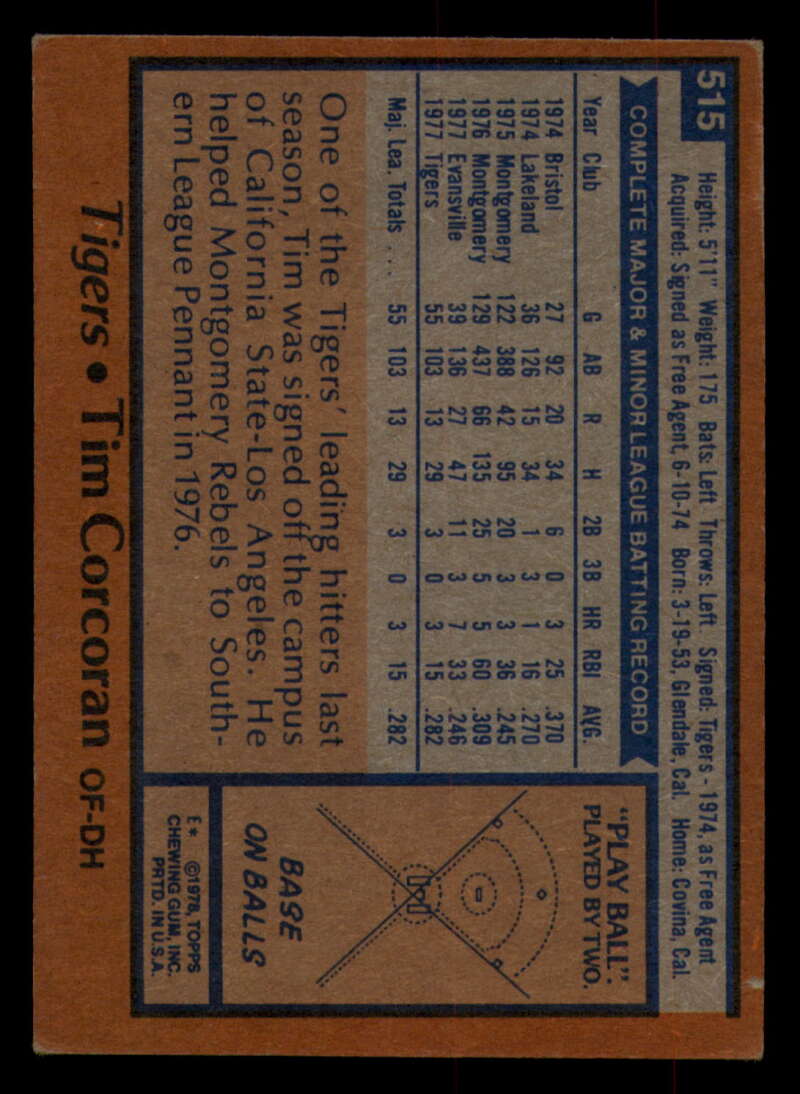 515
Height: 5'11" Weight: 175 Bats: Left Throws: Left Signed: Tigers - 1974, as Free Agent
Acquired: Signed as Free Agent, 6-10-74 Born: 3-19-53, Glendale, Cal. Home: Covina, Cal.
COMPLETE MAJOR & MINOR LEAGUE BATTING RECORD
Year Club G AB R H 2B 3B HR RBI AVG.
1974 Bristol 27 92 20 34 6 0 3 25 .370
1974 Lakeland 36 126 15 34 1 3 1 16 .270
1975 Montgomery 122 388 42 95 20 3 3 36 .245
1976 Montgomery 129 437 66 135 25 5 5 60 .309
1977 Evansville 39 136 27 47 11 3 7 33 .246
1977 Tigers 55 103 13 29 3 0 3 15 .282
Maj. Lea. Totals . . . 55 103 13 29 3 0 3 15 .282
One of the Tigers' leading hitters last
season, Tim was signed off the campus
of California State-Los Angeles. He
helped Montgomery Rebels to South-
ern League Pennant in 1976.
"PLAY BALL".
PLAYED BY TWO.
BASE
ON BALLS
Tigers • Tim Corcoran OF-DH
£* ©1978, TOPPS
CHEWING GUM, INC.
PRTD. IN U.S.A.